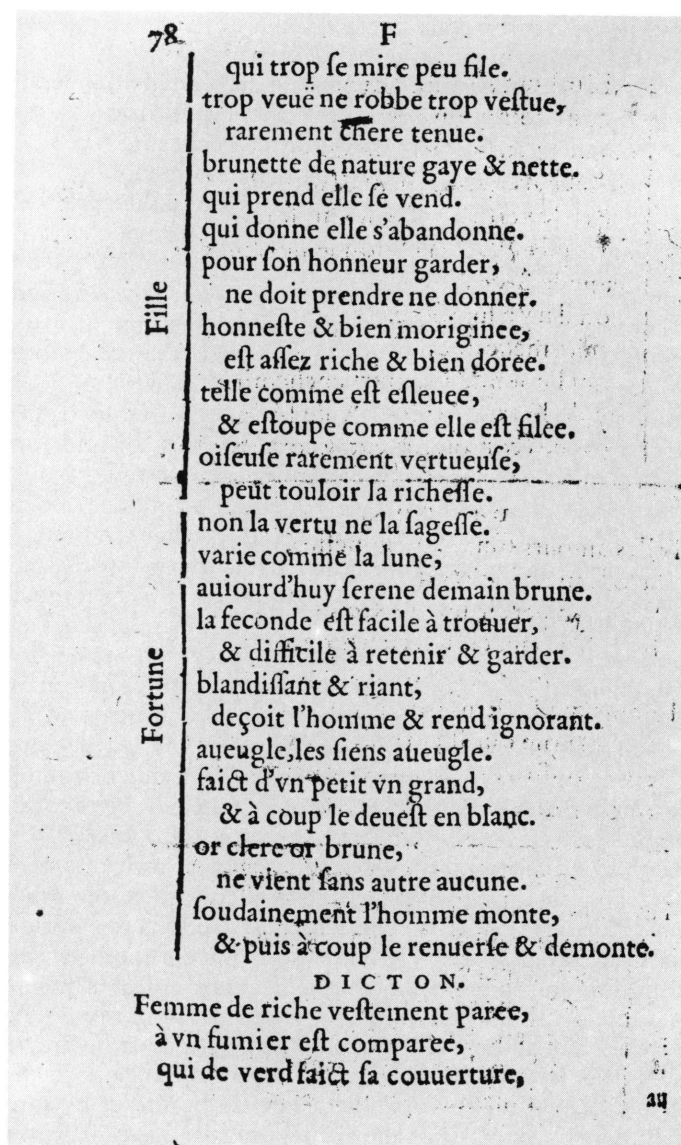 78 F
qui trop ſe mire peu file.
trop veuë ne robbe trop veſtue,
rarement chere tenue.
brunette de nature gaye & nette.
qui prend elle ſe vend.
qui donne elle s'abandonne.
pour ſon honneur garder,
ne doit prendre ne donner.
Fille
honneſte & bien moriginee,
eſt aſſez riche & bien doree.
telle comme eſt eſleuee,
& eſtoupe comme elle eſt filee.
oiſeuſe rarement vertueuſe,
peut touloir la richeſſe.
non la vertu ne la ſageſſe.
varie comme la lune,
auiourd'huy ſerene demain brune.
la feconde eſt facile à trouuer,
& difficile à retenir & garder.
Fortune
blandiſſant & riant,
deçoit l'homme & rend ignorant.
aueugle, les ſiens aueugle.
faict d'vn petit vn grand,
& à coup le deueſt en blanc.
or clere or brune,
ne vient ſans autre aucune.
ſoudainement l'homme monte,
& puis à coup le renuerſe & démonte.
DICTON.
Femme de riche veſtement paree,
à vn fumier eſt comparee,
qui de verd faict ſa couuerture,
au